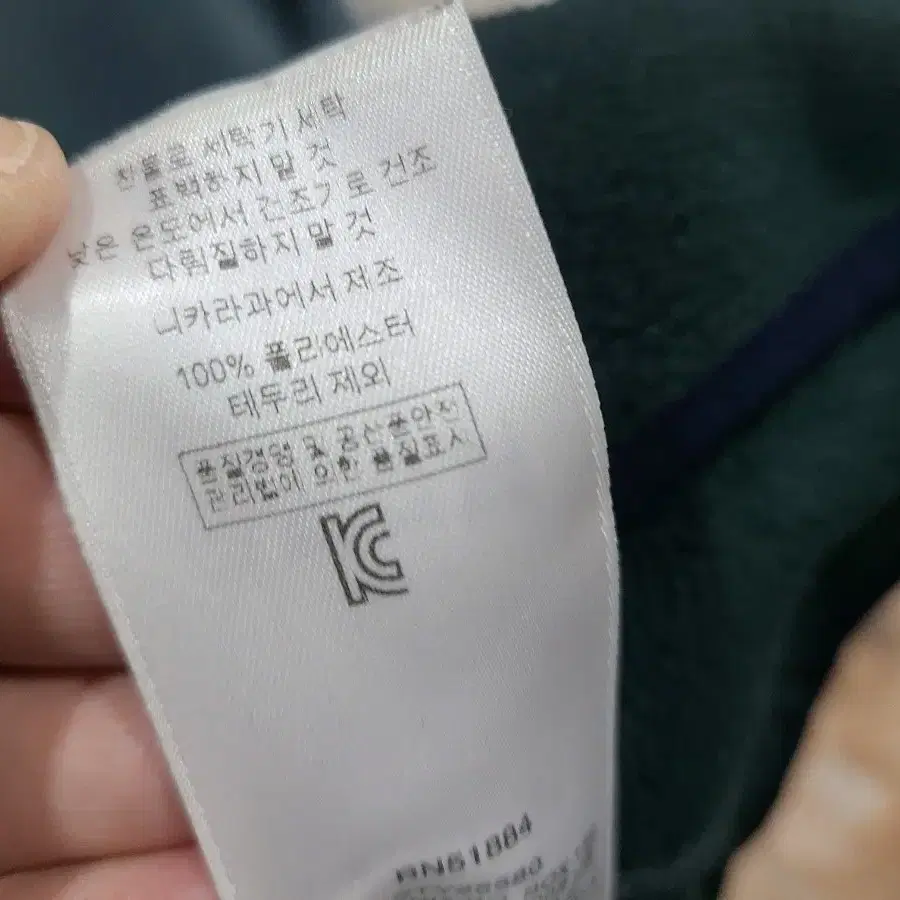 찬물로 세탁기 세탁
표백하지 말 것
낮은 온도에서 건조기로 건조
다림질하지 말 것
니카라과에서 제조
100% 폴리에스터
테두리 제외
품질경영 및 공산품안전
관리법에 의한 품질표시
KC
RN51884